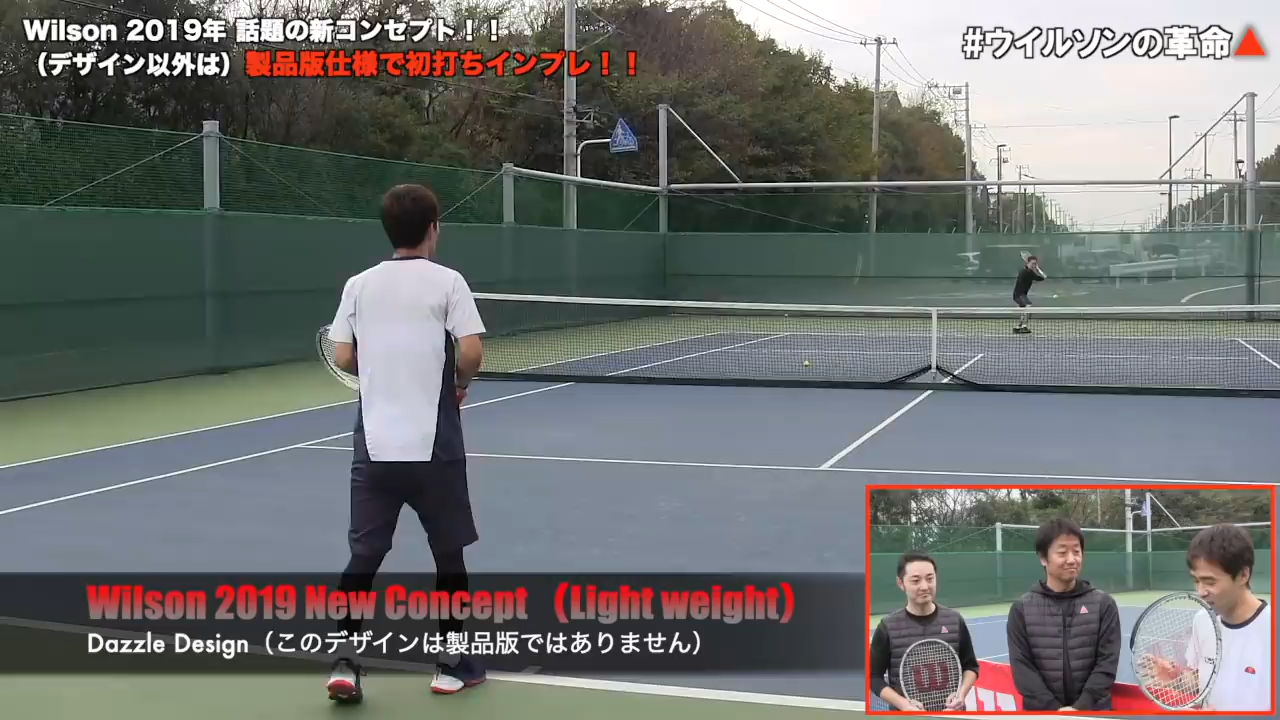 Wilson 2019年 話題の新コンセプト！！
（デザイン以外は）製品版仕様で初打ちインプレ！！
#ウイルソンの革命▲
Wilson 2019 New Concept （Light weight）
Dazzle Design（このデザインは製品版ではありません）